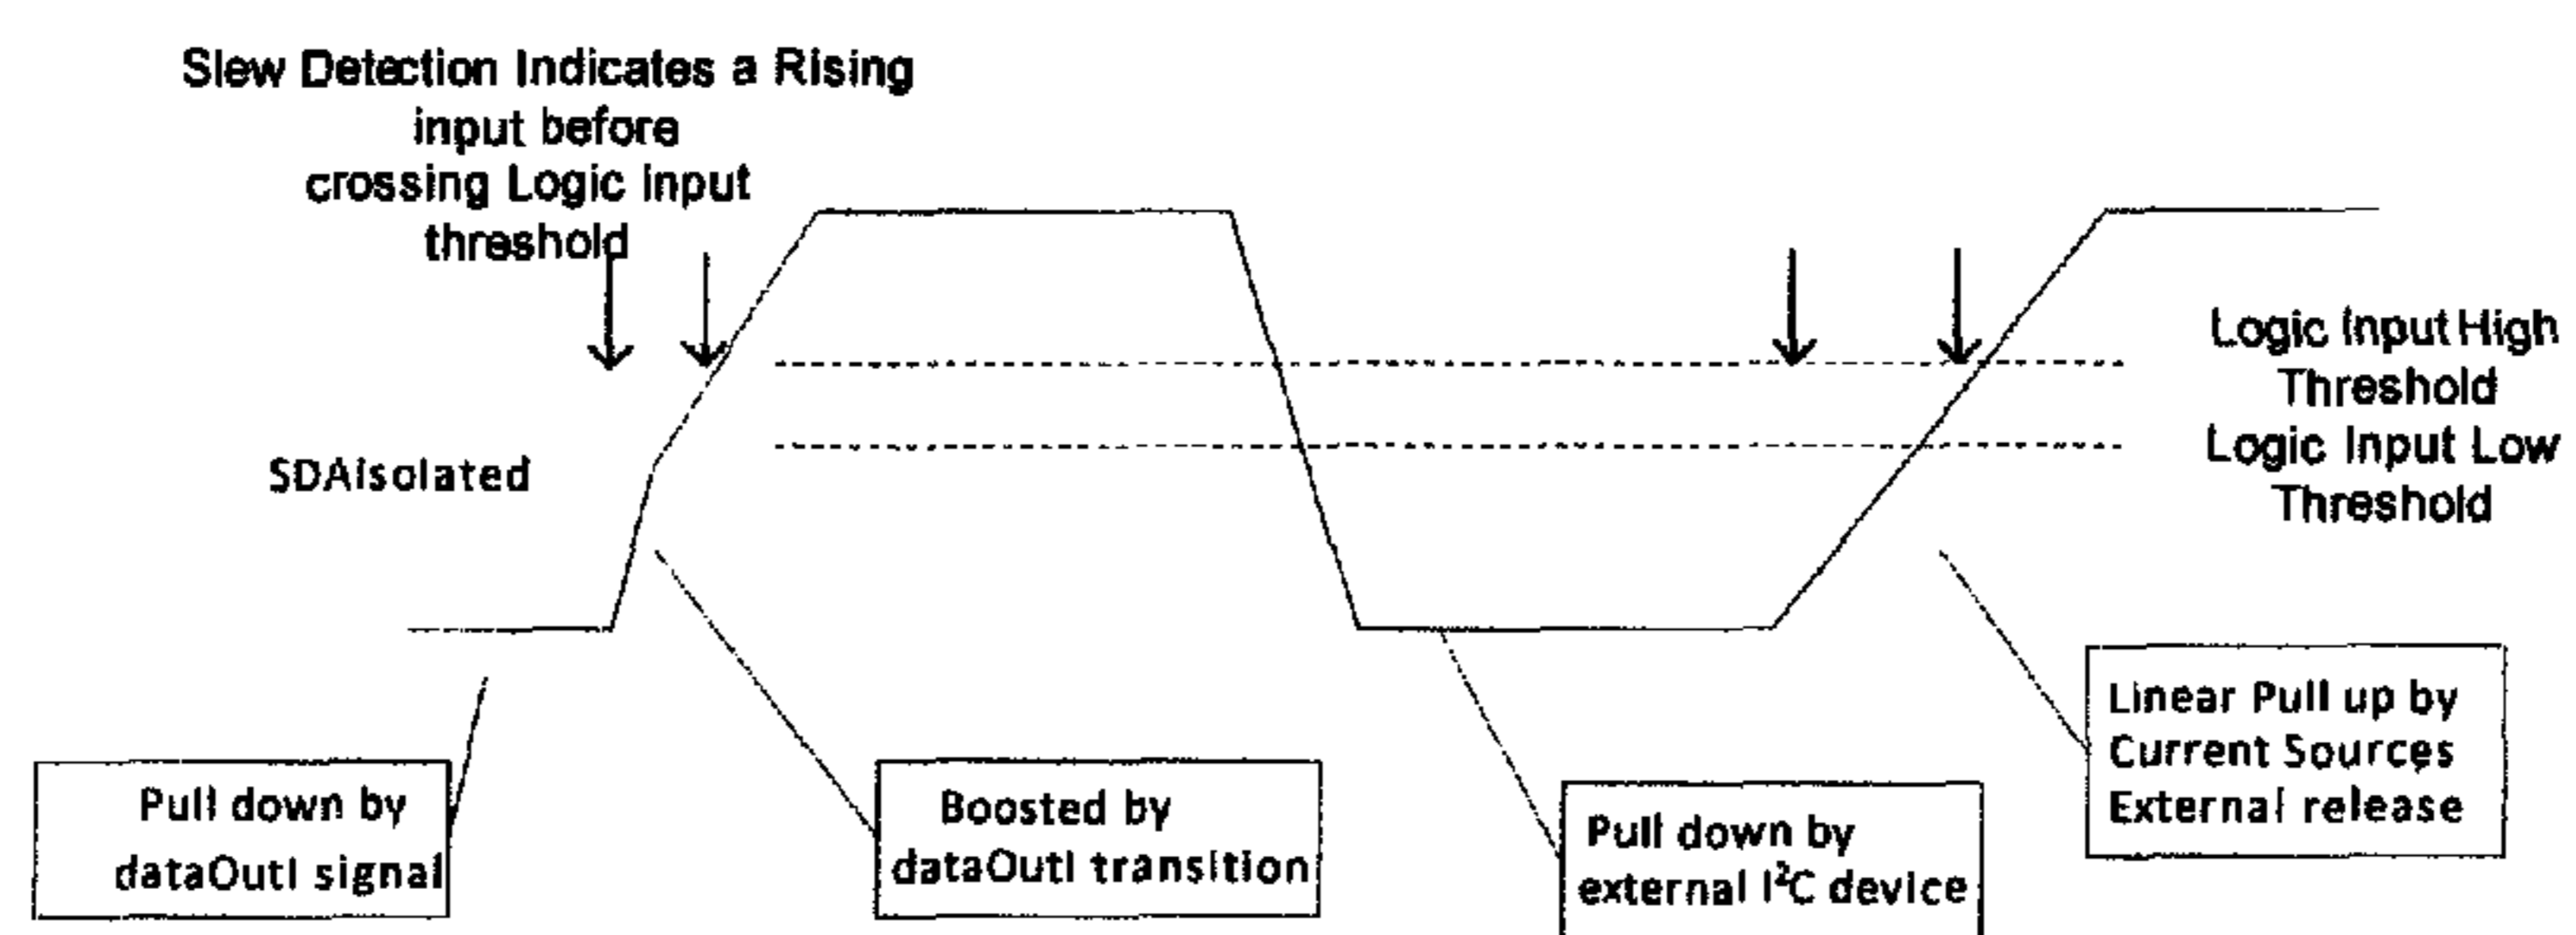 Slew Detection Indicates a Rising
input before
crossing Logic Input
threshold
Logic Input High
Threshold
Logic Input Low
Threshold
SDAIsolated
Pull down by
dataOutI signal
Boosted by
dataOutI transition
Pull down by
external I²C device
Linear Pull up by
Current Sources
External release